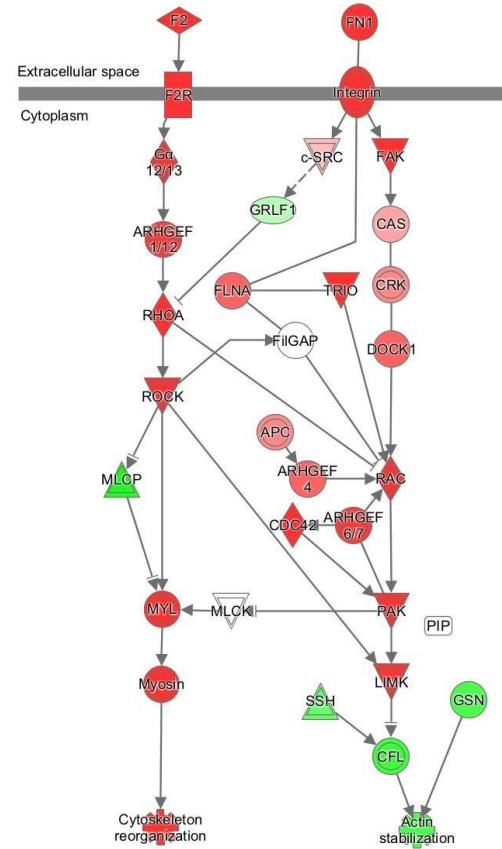 F2
FN1
Extracellular space
F2R
Integrin
Cytoplasm
Gα
12/13
c-SRC
FAK
GRLF1
CAS
ARHGEF
1/12
FLNA
TRIO
CRK
RHOA
FilGAP
DOCK1
ROCK
APC
MLCP
ARHGEF
4
RAC
CDC42
ARHGEF
6/7
MYL
MLCK
PAK
PIP
Myosin
LIMK
SSH
GSN
CFL
Cytoskeleton
reorganization
Actin
stabilization